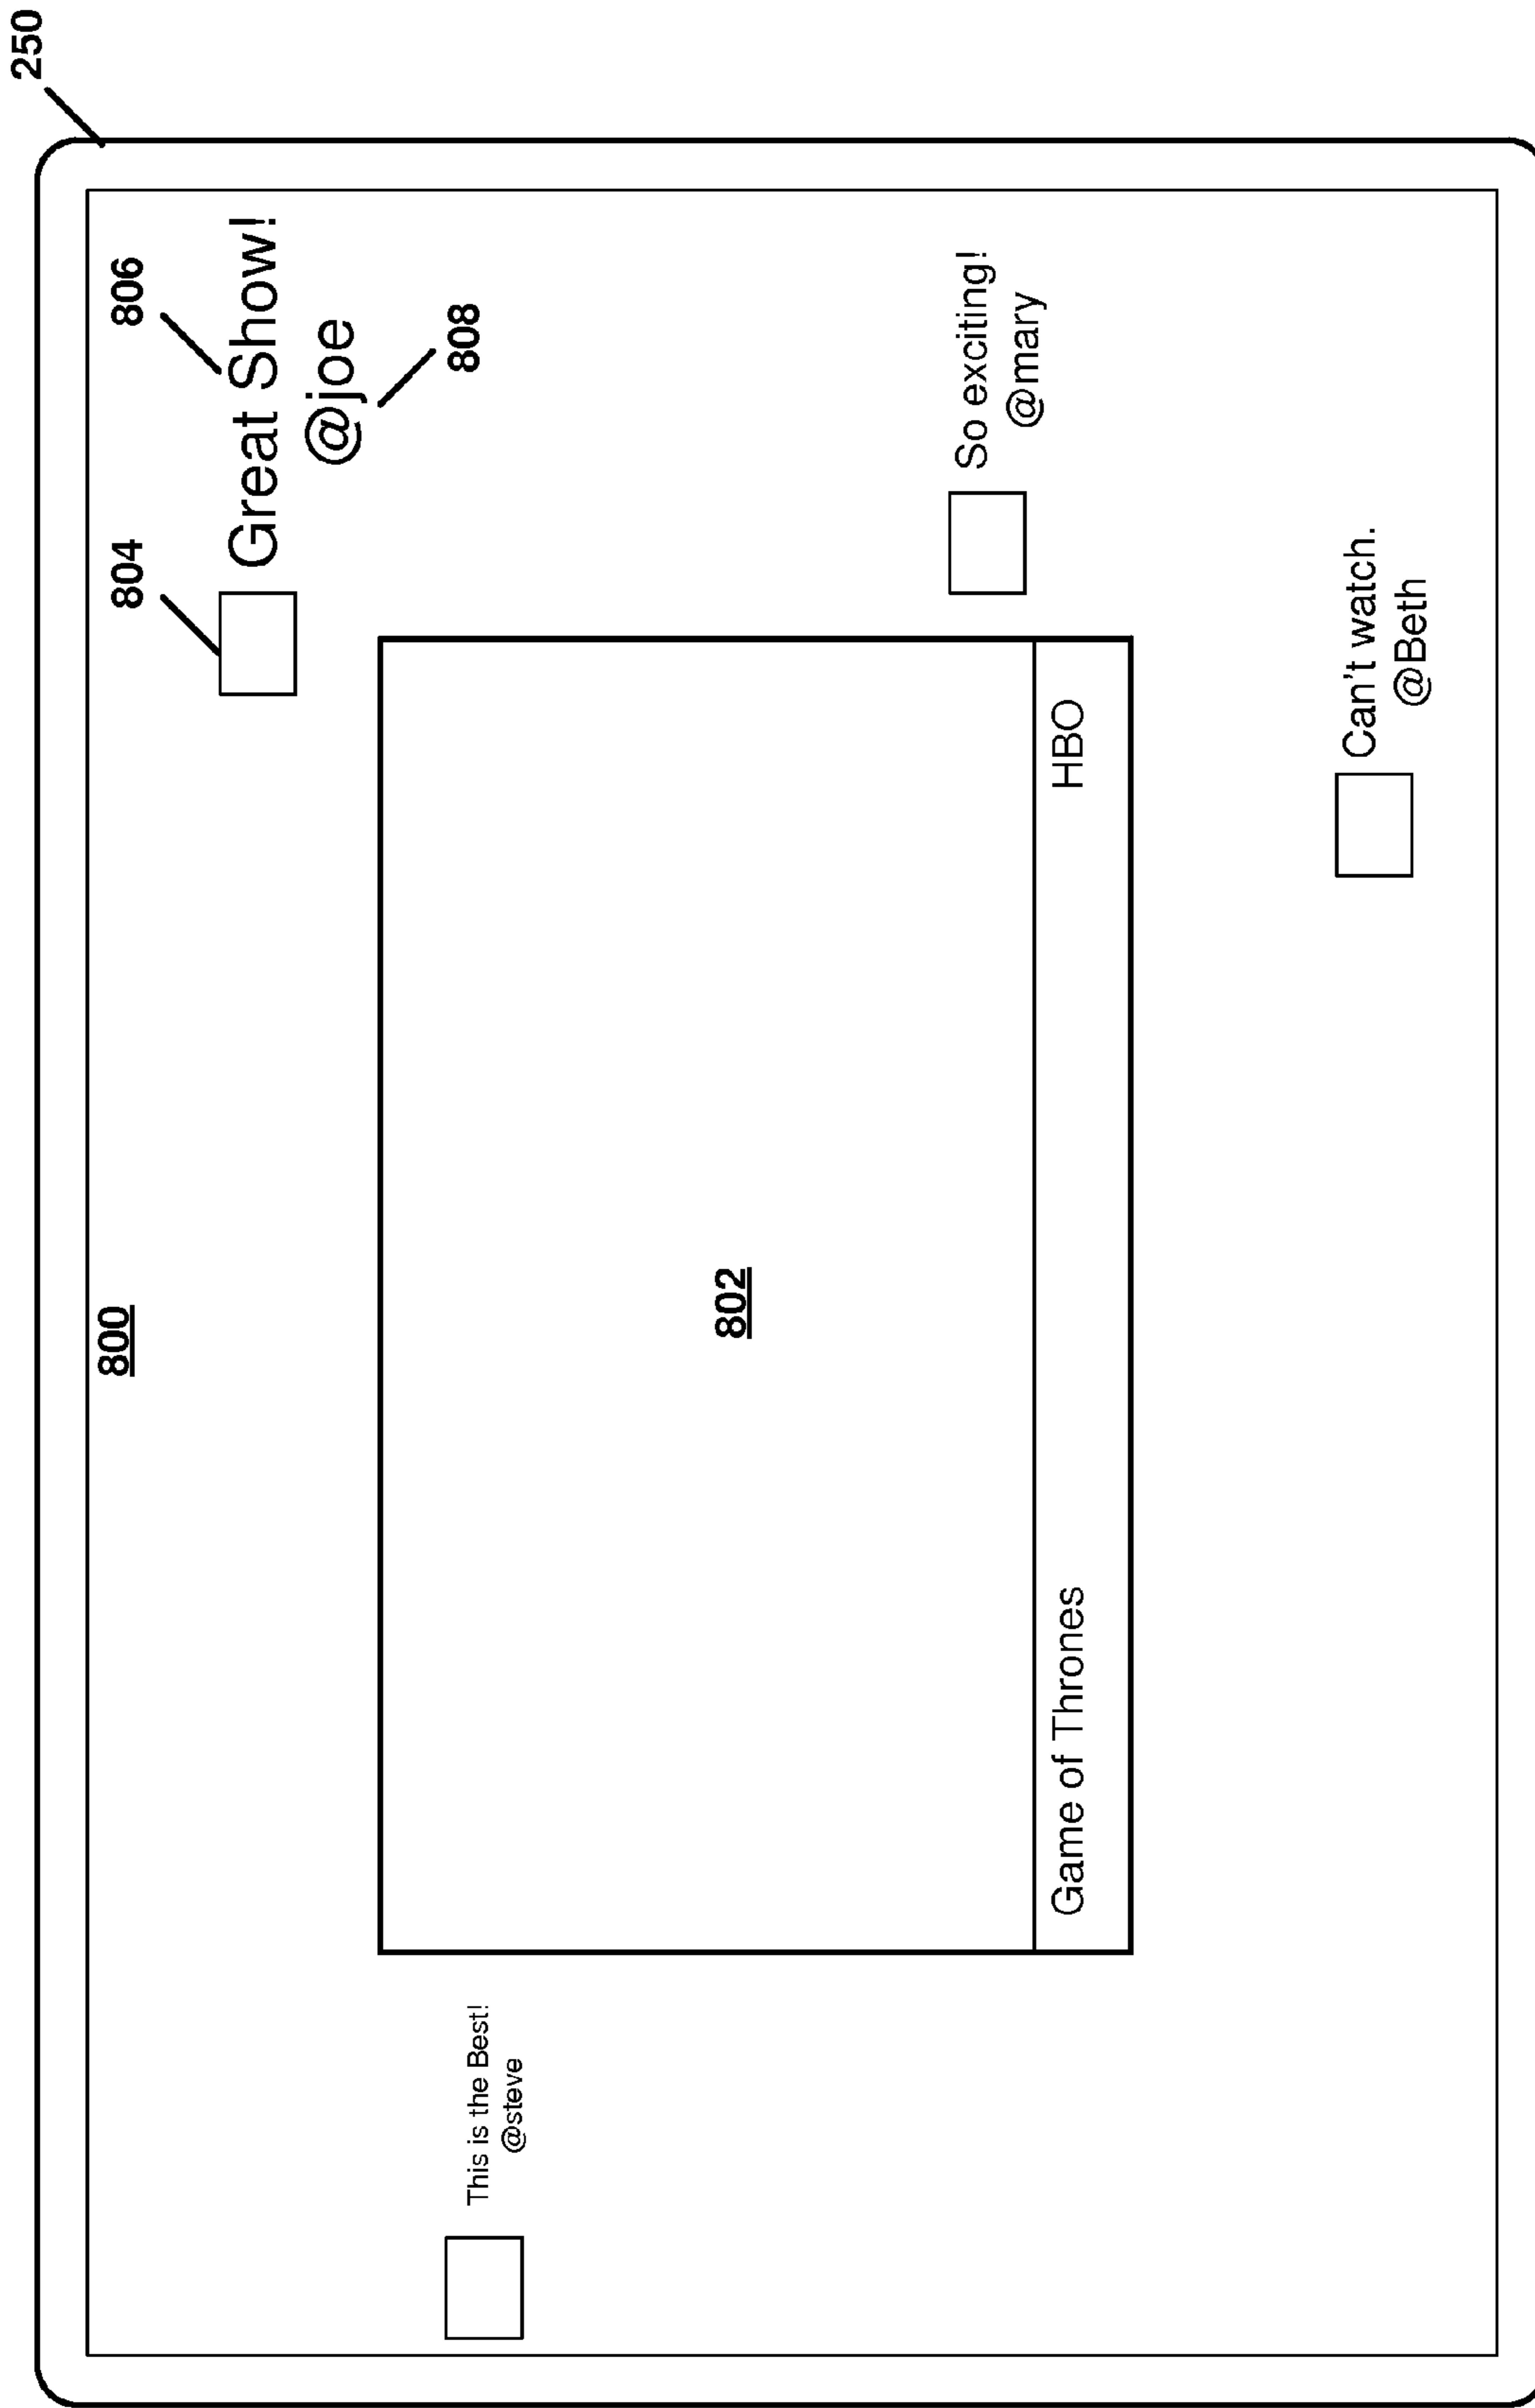 250
800
804
806
Great Show!
@joe
808
This is the Best!
@steve
802
So exciting!
@mary
Game of Thrones HBO
Can't watch.
@Beth